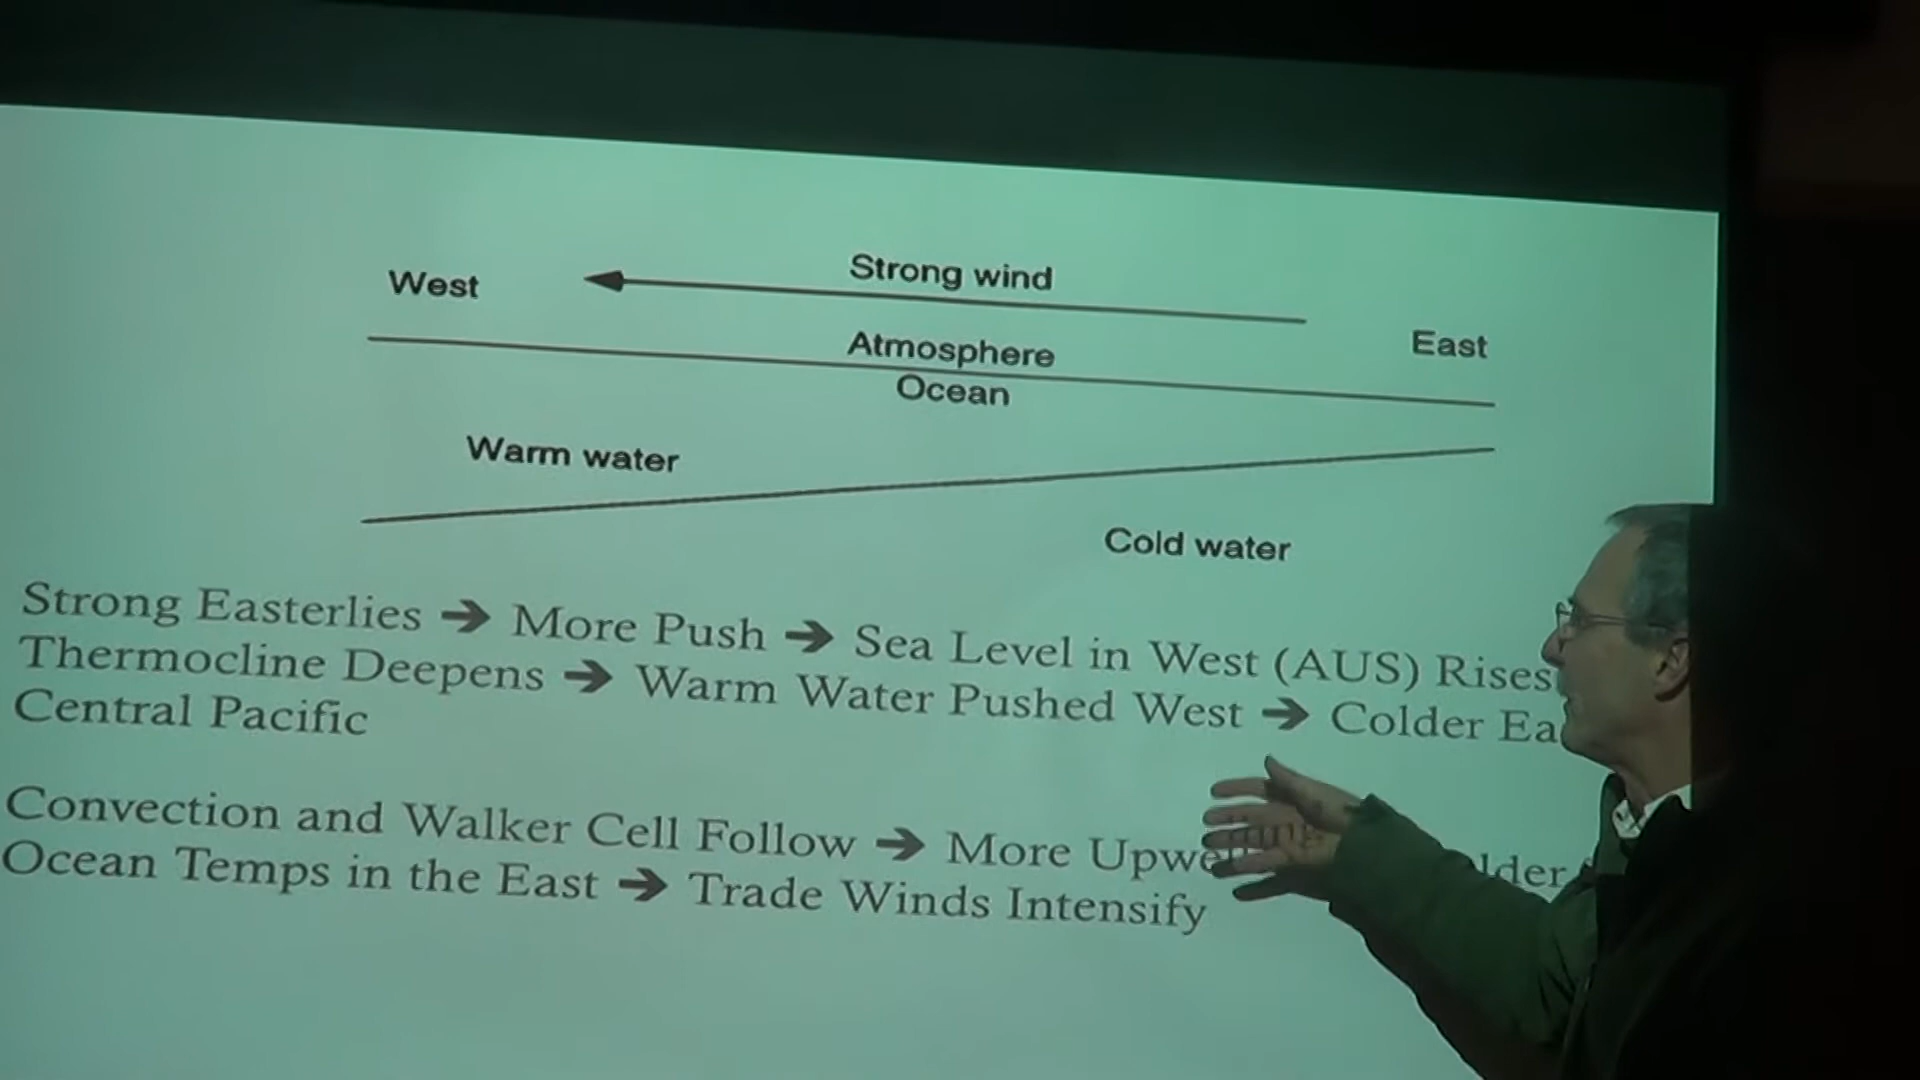 Strong wind
West
East
Atmosphere
Ocean
Warm water
Cold water
Strong Easterlies ➔ More Push ➔ Sea Level in West (AUS) Rises
Thermocline Deepens ➔ Warm Water Pushed West ➔ Colder
Central Pacific
Convection and Walker Cell Follow ➔ More
Ocean Temps in the East ➔ Trade Winds Intensify